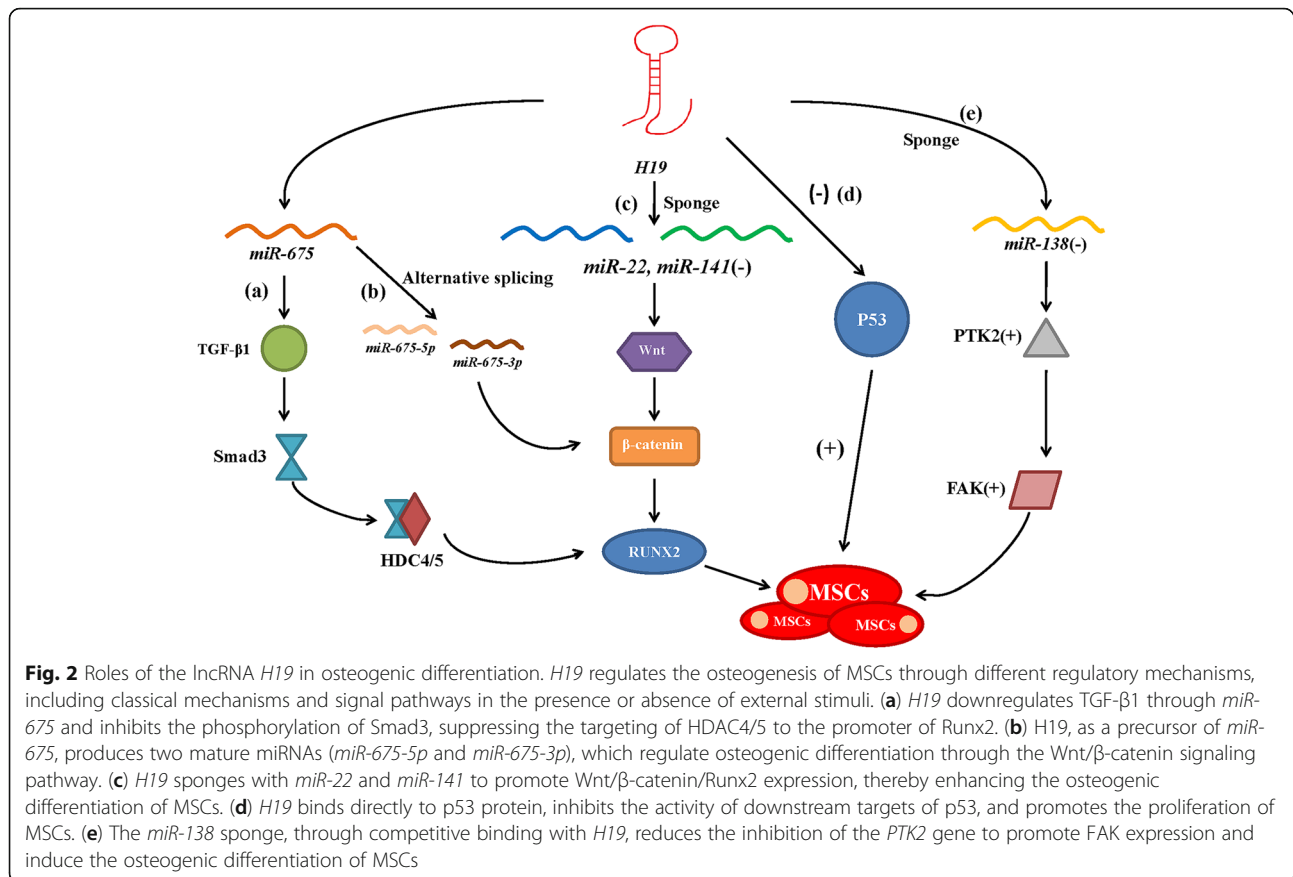 (e)
Sponge
H19
(-) (d)
(c) Sponge
miR-675
miR-22, miR-141(-)
miR-138(-)
(a)
(b)
Alternative splicing
TGF-β1
miR-675-5p
miR-675-3p
Wnt
P53
PTK2(+)
Smad3
β-catenin
(+)
FAK(+)
HDC4/5
RUNX2
MSCs
MSCs
MSCs
Fig. 2 Roles of the lncRNA H19 in osteogenic differentiation. H19 regulates the osteogenesis of MSCs through different regulatory mechanisms,
including classical mechanisms and signal pathways in the presence or absence of external stimuli. (a) H19 downregulates TGF-β1 through miR-
675 and inhibits the phosphorylation of Smad3, suppressing the targeting of HDAC4/5 to the promoter of Runx2. (b) H19, as a precursor of miR-
675, produces two mature miRNAs (miR-675-5p and miR-675-3p), which regulate osteogenic differentiation through the Wnt/β-catenin signaling
pathway. (c) H19 sponges with miR-22 and miR-141 to promote Wnt/β-catenin/Runx2 expression, thereby enhancing the osteogenic
differentiation of MSCs. (d) H19 binds directly to p53 protein, inhibits the activity of downstream targets of p53, and promotes the proliferation of
MSCs. (e) The miR-138 sponge, through competitive binding with H19, reduces the inhibition of the PTK2 gene to promote FAK expression and
induce the osteogenic differentiation of MSCs